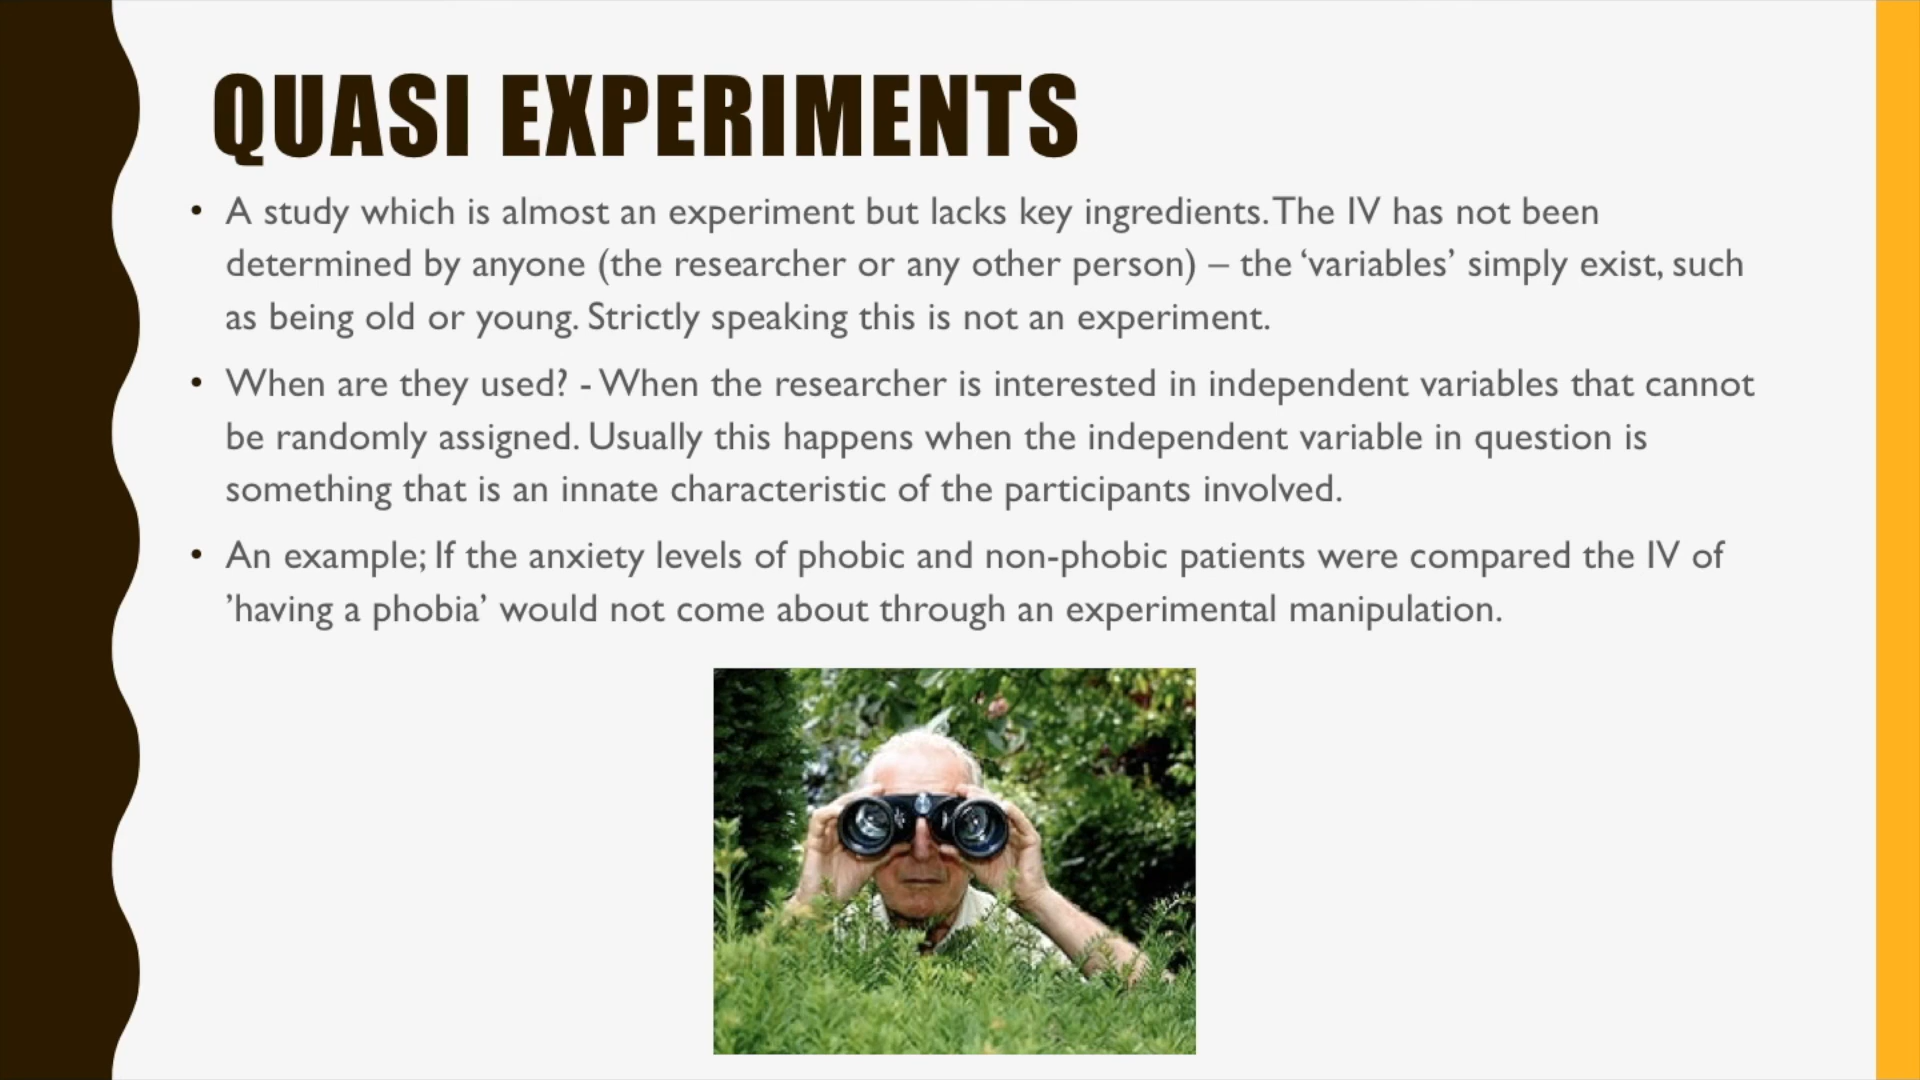 QUASI EXPERIMENTS
• A study which is almost an experiment but lacks key ingredients. The IV has not been
determined by anyone (the researcher or any other person) – the ‘variables’ simply exist, such
as being old or young. Strictly speaking this is not an experiment.
• When are they used? - When the researcher is interested in independent variables that cannot
be randomly assigned. Usually this happens when the independent variable in question is
something that is an innate characteristic of the participants involved.
• An example; If the anxiety levels of phobic and non-phobic patients were compared the IV of
’having a phobia’ would not come about through an experimental manipulation.